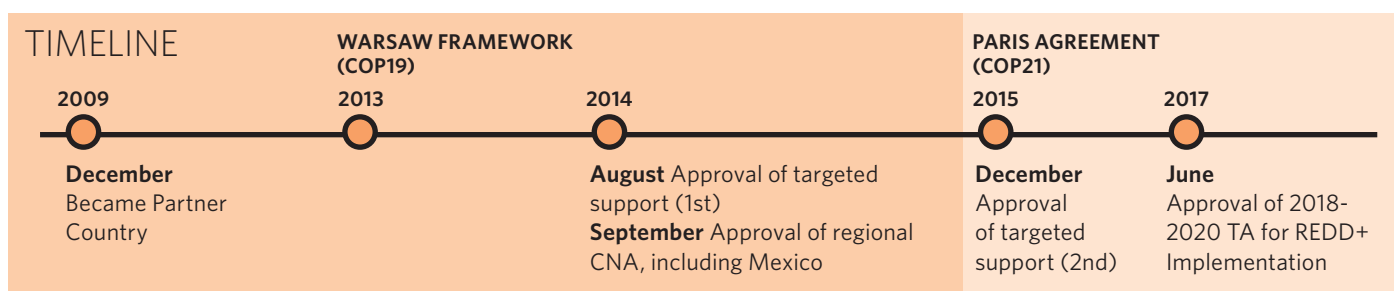 TIMELINE
WARSAW FRAMEWORK
(COP19)
PARIS AGREEMENT
(COP21)
2009
2013
2014
2015
2017
December
Became Partner
Country
August Approval of targeted
support (1st)
September Approval of regional
CNA, including Mexico
December
Approval
of targeted
support (2nd)
June
Approval of 2018-
2020 TA for REDD+
Implementation